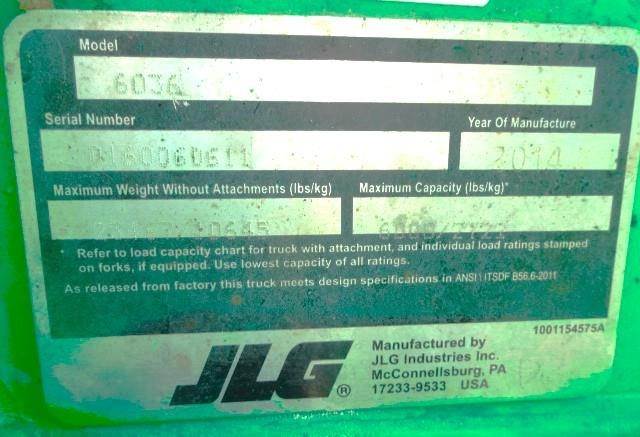 Model
6036
Serial Number
Year Of Manufacture
0160060611
2014
Maximum Weight Without Attachments (lbs/kg)
Maximum Capacity (lbs/kg)*
* Refer to load capacity chart for truck with attachment, and individual load ratings stamped
on forks, if equipped. Use lowest capacity of all ratings.
As released from factory this truck meets design specifications in ANSI \ ITSDF B56.6-2011
1001154575A
JLG®
Manufactured by
JLG Industries Inc.
McConnellsburg, PA
17233-9533 USA